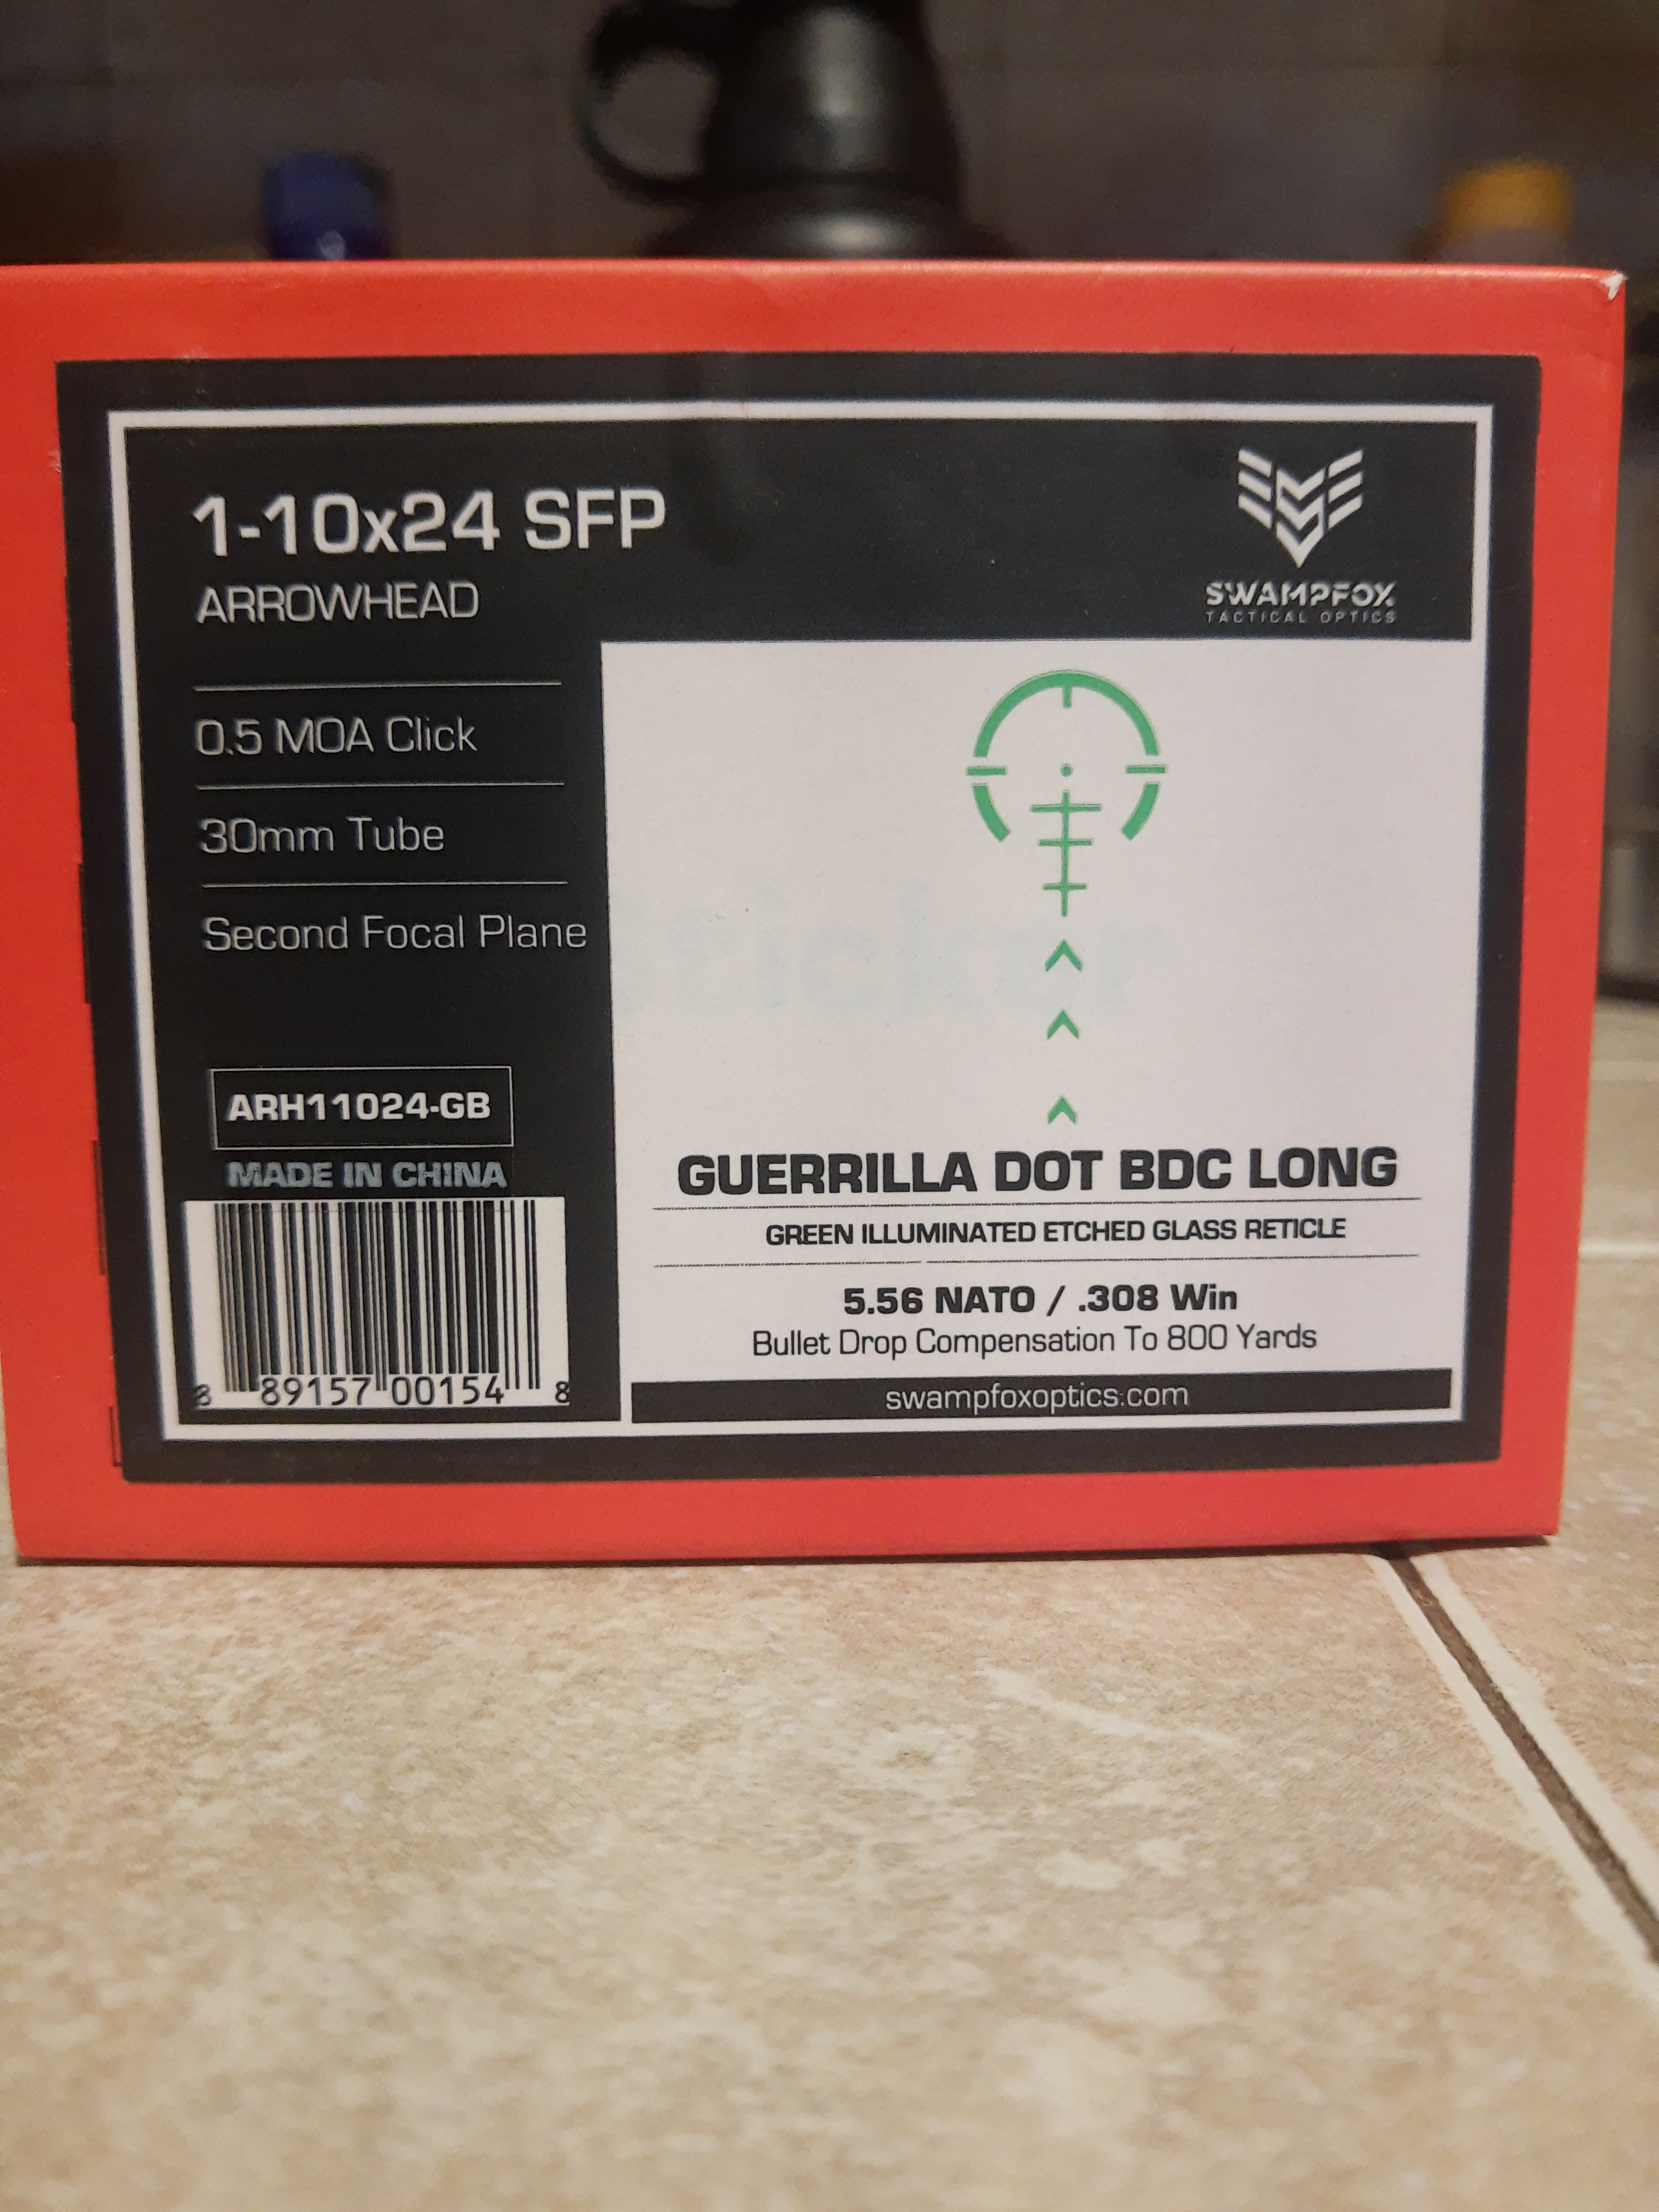 1-10x24 SFP
ARROWHEAD
SWAMPFOX
TACTICAL OPTICS
0.5 MOA Click
30mm Tube
Second Focal Plane
ARH11024-GB
MADE IN CHINA
8 89157 00154 8
GUERRILLA DOT BDC LONG
GREEN ILLUMINATED ETCHED GLASS RETICLE
5.56 NATO / .308 Win
Bullet Drop Compensation To 800 Yards
swampfoxoptics.com